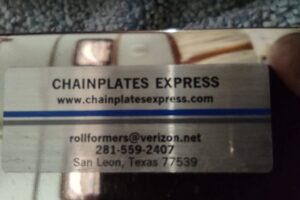 CHAINPLATES EXPRESS
www.chainplatesexpress.com
rollformers@verizon.net
281-559-2407
San Leon, Texas 77539